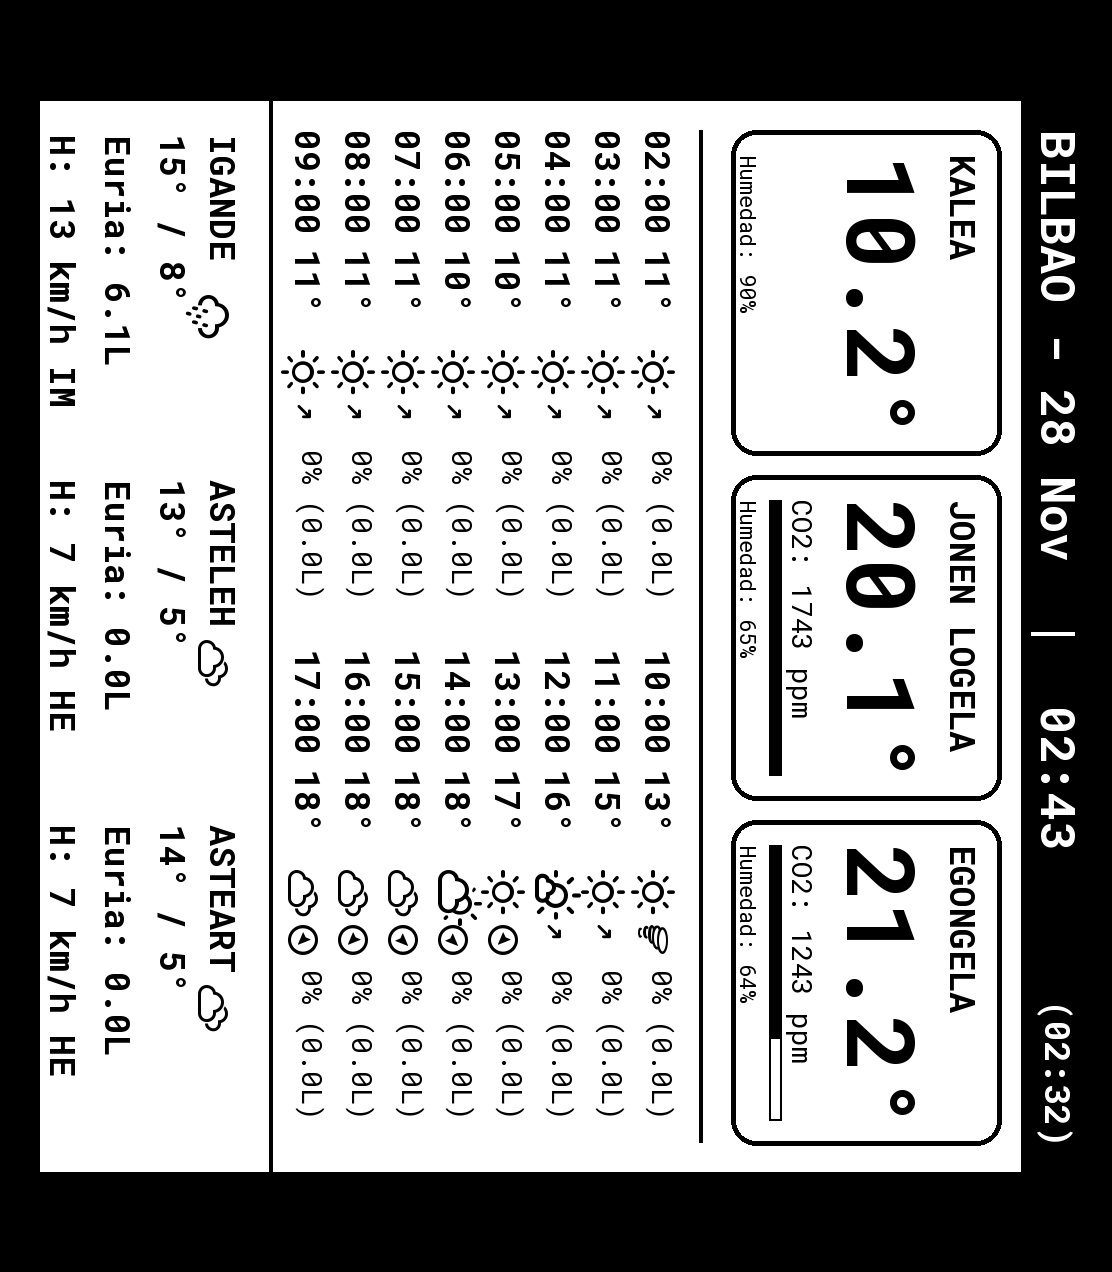 BILBAO - 28 Nov | 02:43 (02:32)
KALEA
10.2°
Humedad: 90%
JONEN LOGELA
20.1°
CO2: 1743 ppm
Humedad: 65%
EGONGELA
21.2°
CO2: 1243 ppm
Humedad: 64%
02:00 11° 0% (0.0L)
03:00 11° 0% (0.0L)
04:00 11° 0% (0.0L)
05:00 10° 0% (0.0L)
06:00 10° 0% (0.0L)
07:00 11° 0% (0.0L)
08:00 11° 0% (0.0L)
09:00 11° 0% (0.0L)
10:00 13° 0% (0.0L)
11:00 15° 0% (0.0L)
12:00 16° 0% (0.0L)
13:00 17° 0% (0.0L)
14:00 18° 0% (0.0L)
15:00 18° 0% (0.0L)
16:00 18° 0% (0.0L)
17:00 18° 0% (0.0L)
IGANDE
15° / 8°
Euria: 6.1L
H: 13 km/h IM
ASTELEH
13° / 5°
Euria: 0.0L
H: 7 km/h HE
ASTEART
14° / 5°
Euria: 0.0L
H: 7 km/h HE